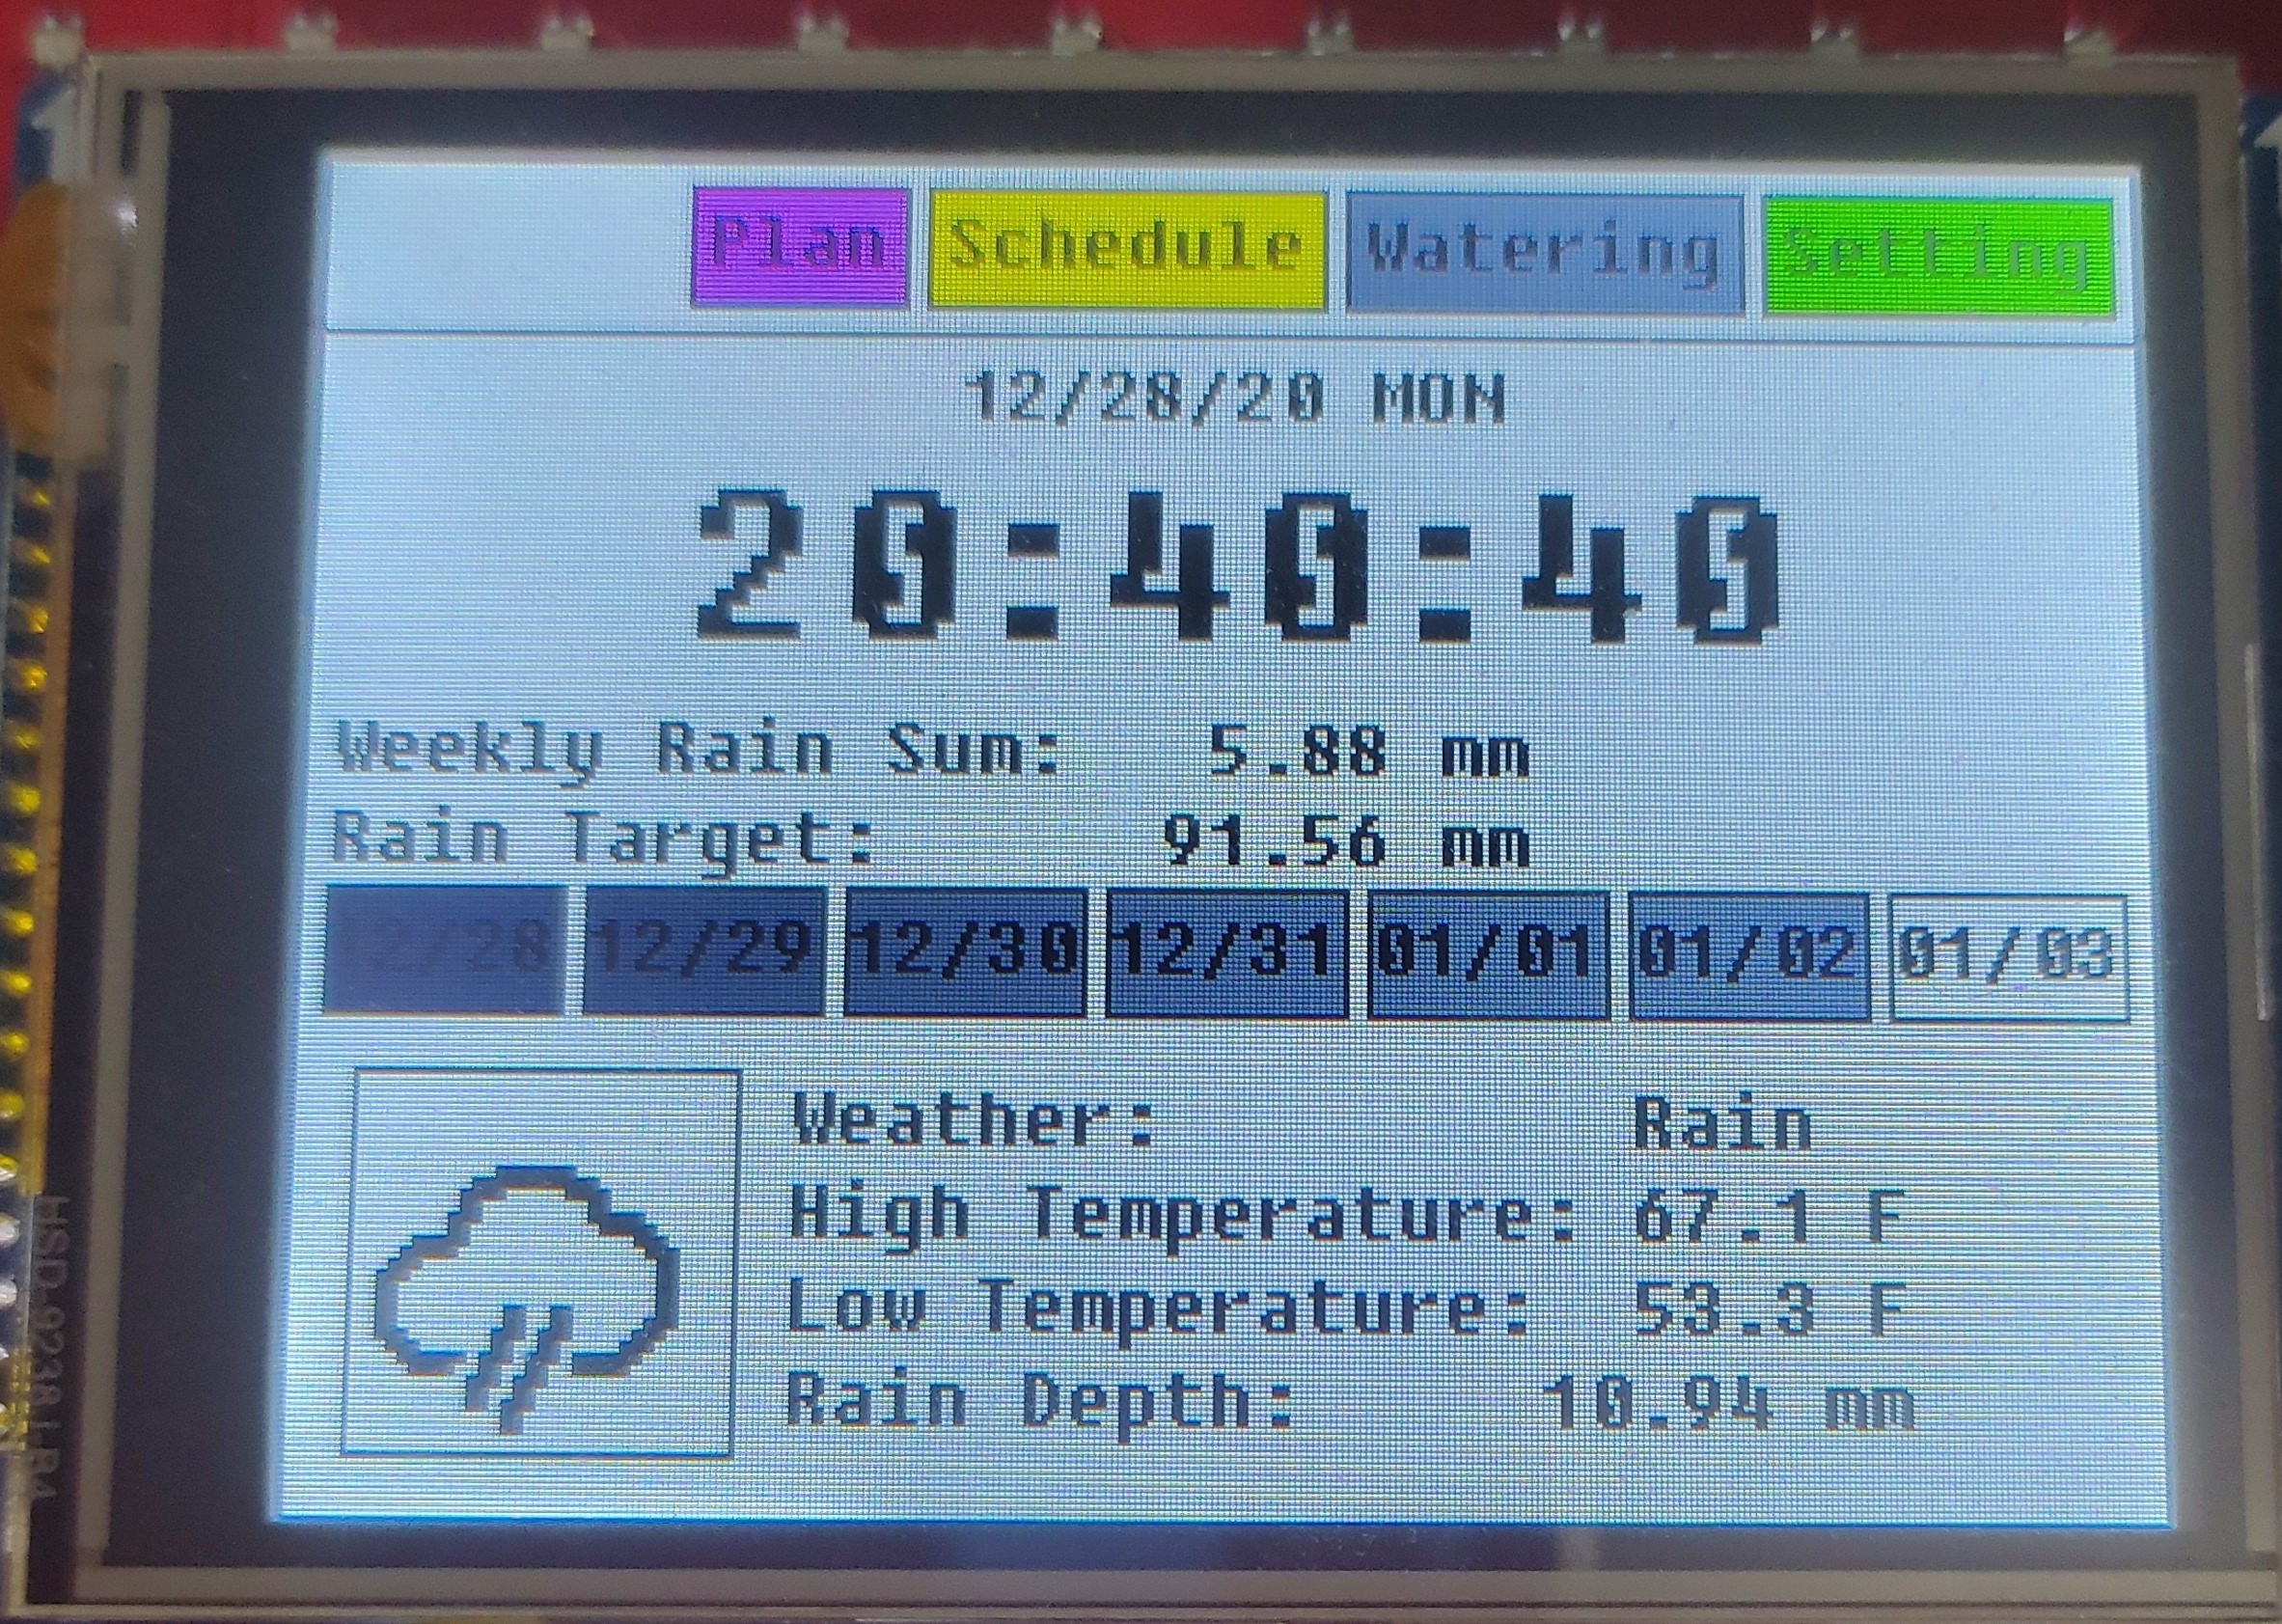 Plan Schedule Watering Setting
12/28/20 MON
20:40:40
Weekly Rain Sum: 5.88 mm
Rain Target: 91.56 mm
12/28 12/29 12/30 12/31 01/01 01/02 01/03
Weather: Rain
High Temperature: 67.1 F
Low Temperature: 53.3 F
Rain Depth: 10.94 mm